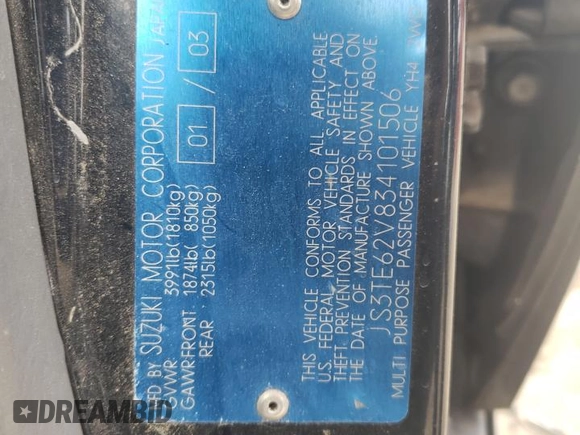 ED BY SUZUKI MOTOR CORPORATION
01 / 03
GVWR : 3991lb(1810kg)
GAWR:FRONT: 1874lb( 850kg)
REAR : 2315lb(1050kg)
THIS VEHICLE CONFORMS TO ALL APPLICABLE
U.S. FEDERAL MOTOR VEHICLE SAFETY AND
THEFT PREVENTION STANDARDS IN EFFECT ON
THE DATE OF MANUFACTURE SHOWN ABOVE.
JS3TE62V834101506
MULTI PURPOSE PASSENGER VEHICLE YH4
DREAMBID